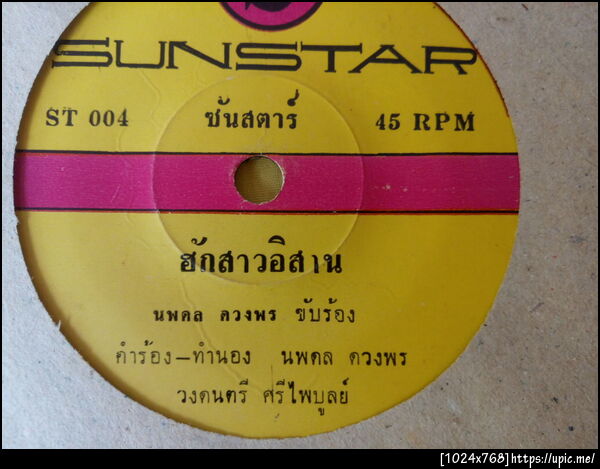 SUNSTAR
ST 004 ซันสตาร์ 45 RPM
ฮักสาวอิสาน
นพดล ดวงพร ขับร้อง
คำร้อง-ทำนอง นพดล ดวงพร
วงดนตรี ศรีไพบูลย์
[1024x768]https://upic.me/